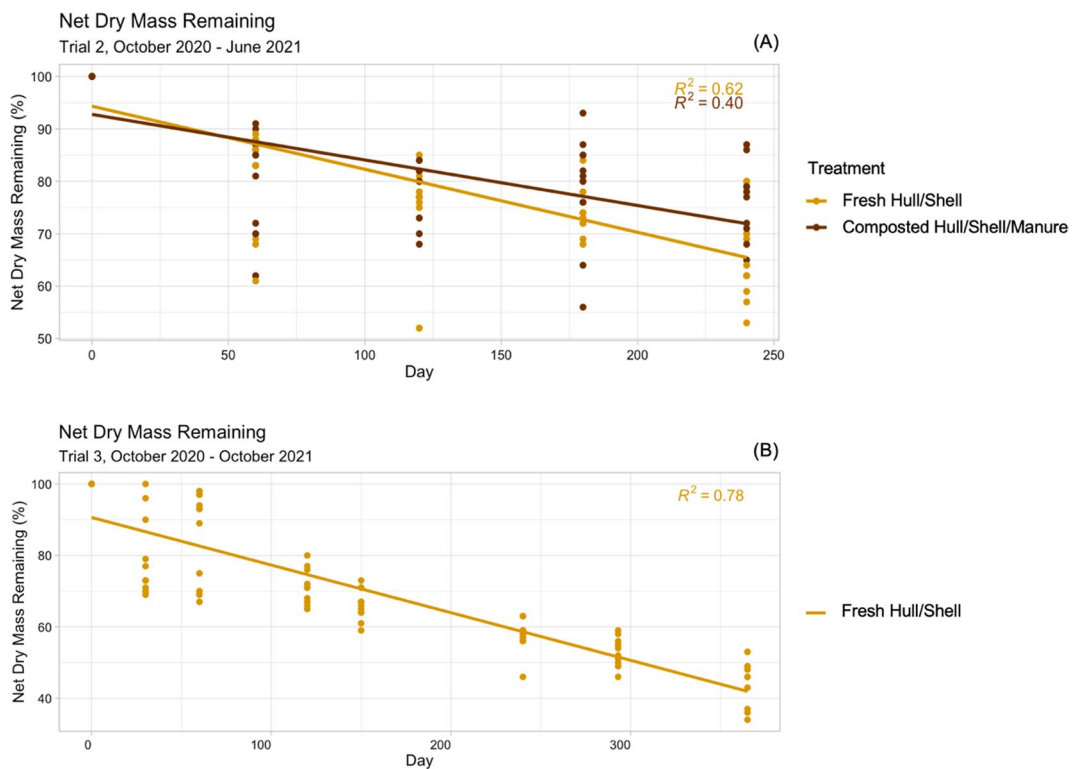 Net Dry Mass Remaining
Trial 2, October 2020 - June 2021
(A)
R² = 0.62
R² = 0.40
Net Dry Mass Remaining (%)
100
90
80
70
60
50
0 50 100 150 200 250
Day
Treatment
Fresh Hull/Shell
Composted Hull/Shell/Manure
Net Dry Mass Remaining
Trial 3, October 2020 - October 2021
(B)
R² = 0.78
Net Dry Mass Remaining (%)
100
80
60
40
0 100 200 300
Day
Fresh Hull/Shell